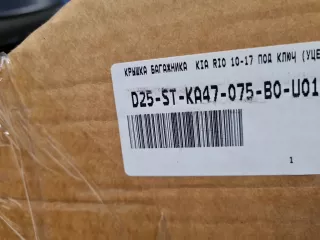 КРЫШКА БАГАЖНИКА KIA RIO 10-17 ПОД КЛЮЧ (УЦЕ
D25-ST-KA47-075-B0-U01
1